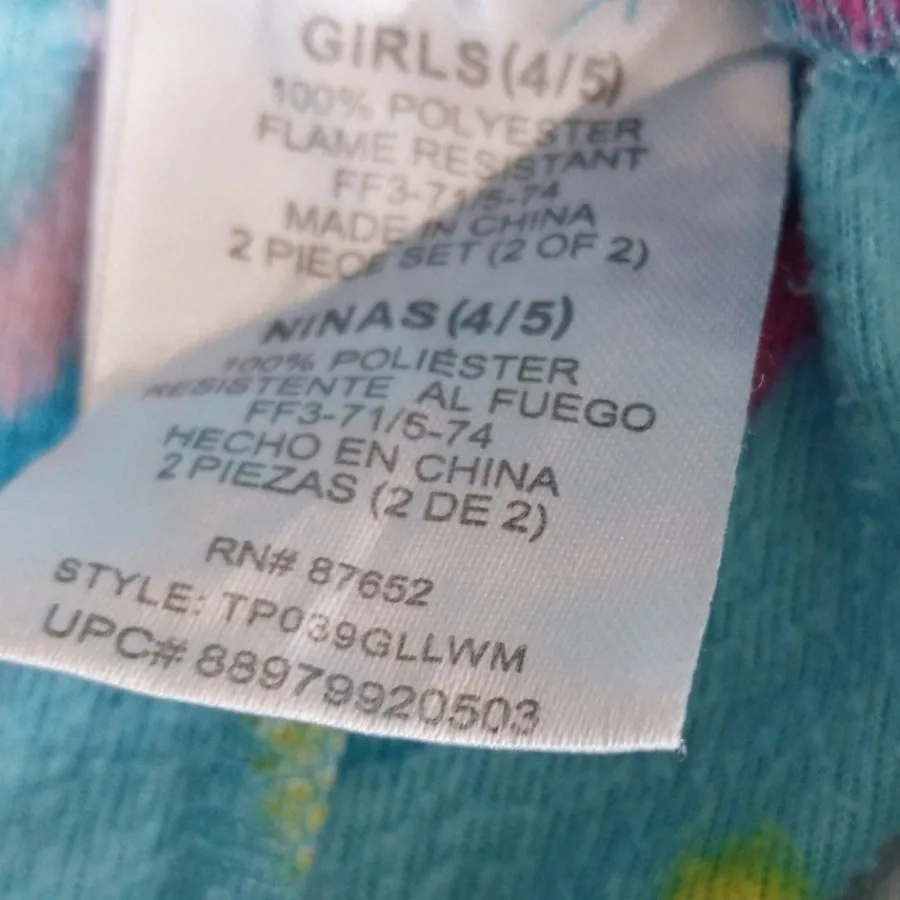 GIRLS (4/5)
100% POLYESTER
FLAME RESISTANT
FF3-71/5-74
MADE IN CHINA
2 PIECE SET (2 OF 2)
NINAS (4/5)
100% POLIÉSTER
RESISTENTE AL FUEGO
FF3-71/5-74
HECHO EN CHINA
2 PIEZAS (2 DE 2)
RN# 87652
STYLE: TP039GLLWM
UPC# 88979920503